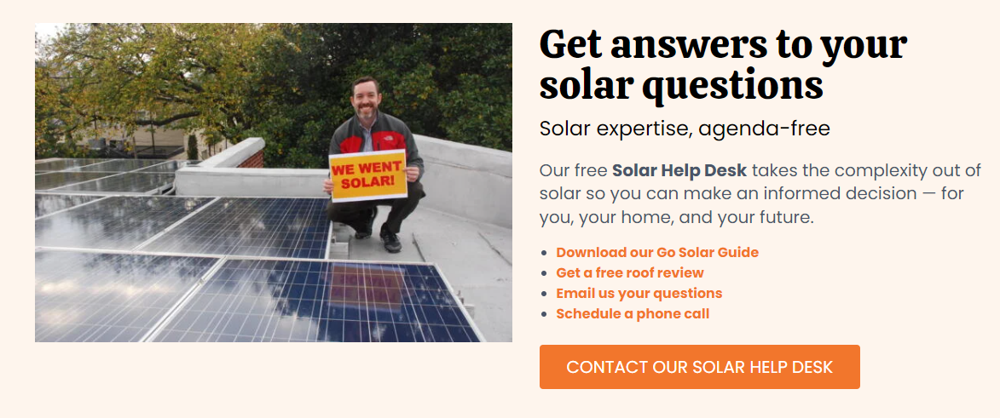 WE WENT
SOLAR!
Get answers to your
solar questions
Solar expertise, agenda-free
Our free Solar Help Desk takes the complexity out of
solar so you can make an informed decision — for
you, your home, and your future.
Download our Go Solar Guide
Get a free roof review
Email us your questions
Schedule a phone call
CONTACT OUR SOLAR HELP DESK